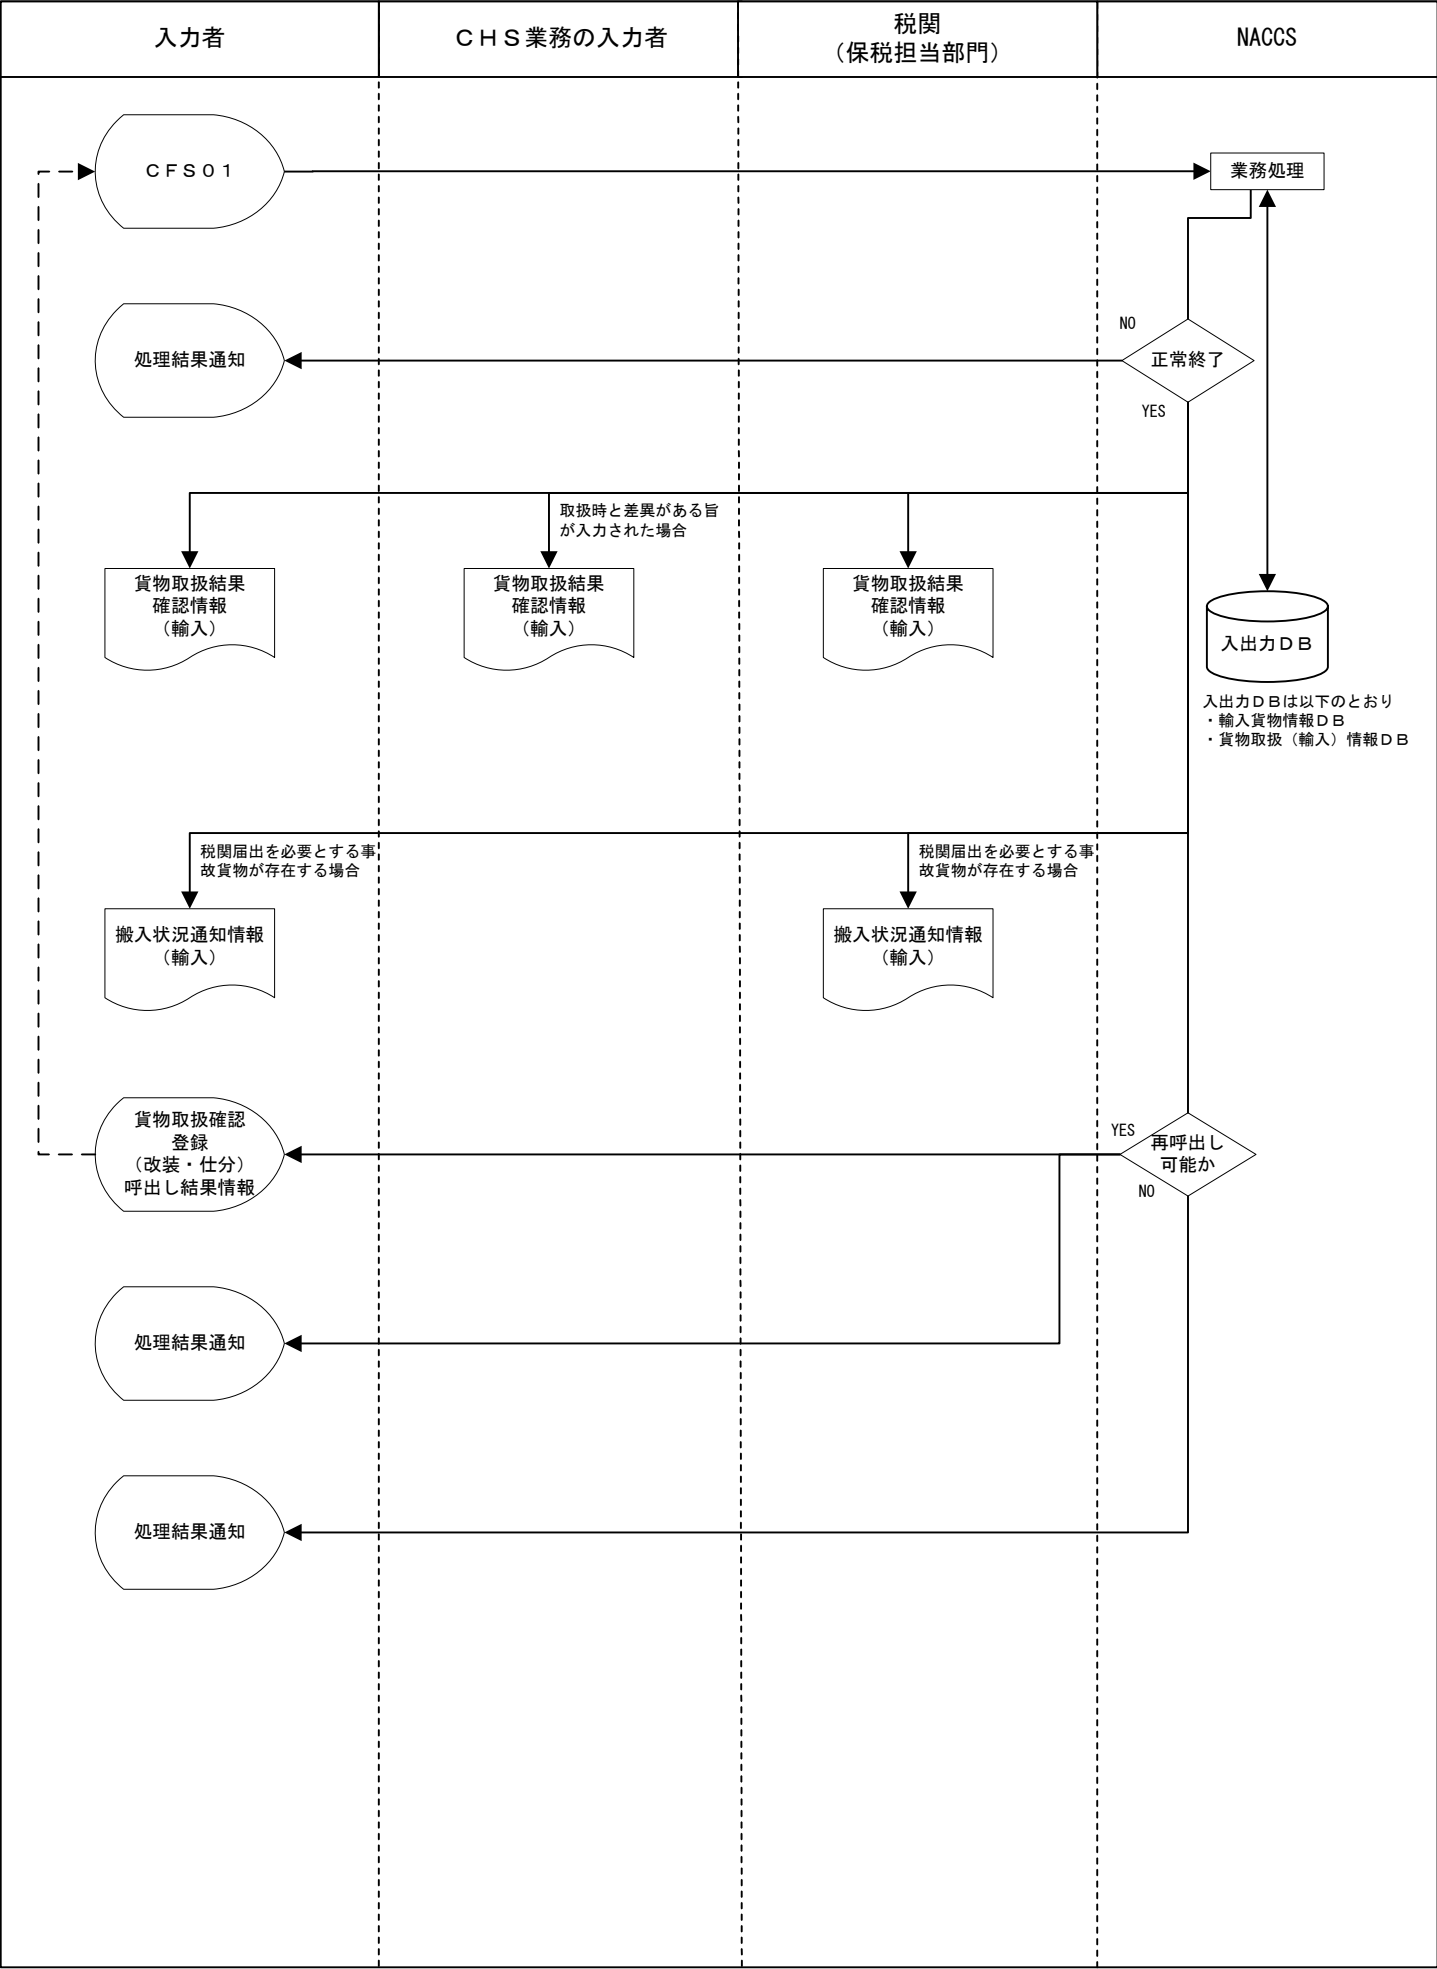 入力者
ＣＨＳ業務の入力者
税関
（保税担当部門）
NACCS
ＣＦＳ０１
業務処理
NO
処理結果通知
正常終了
YES
取扱時と差異がある旨
が入力された場合
貨物取扱結果
確認情報
（輸入）
貨物取扱結果
確認情報
（輸入）
貨物取扱結果
確認情報
（輸入）
入出力ＤＢ
入出力ＤＢは以下のとおり
・輸入貨物情報ＤＢ
・貨物取扱（輸入）情報ＤＢ
税関届出を必要とする事
故貨物が存在する場合
税関届出を必要とする事
故貨物が存在する場合
搬入状況通知情報
（輸入）
搬入状況通知情報
（輸入）
貨物取扱確認
登録
（改装・仕分）
呼出し結果情報
YES
再呼出し
可能か
NO
処理結果通知
処理結果通知